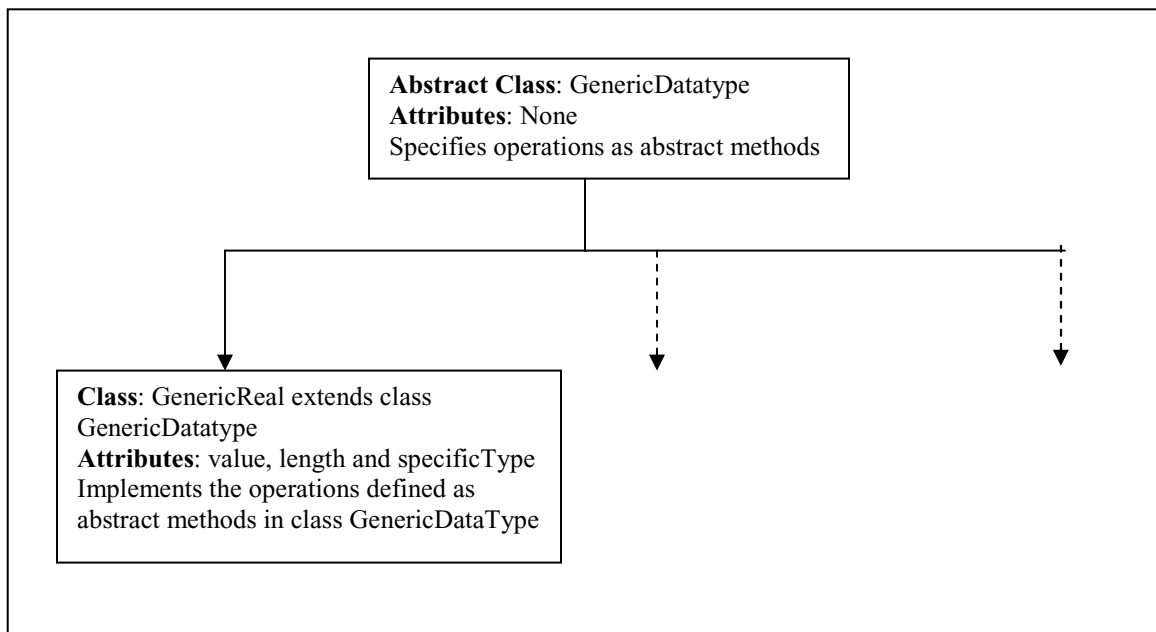 Abstract Class: GenericDatatype
Attributes: None
Specifies operations as abstract methods
Class: GenericReal extends class
GenericDatatype
Attributes: value, length and specificType
Implements the operations defined as
abstract methods in class GenericDataType